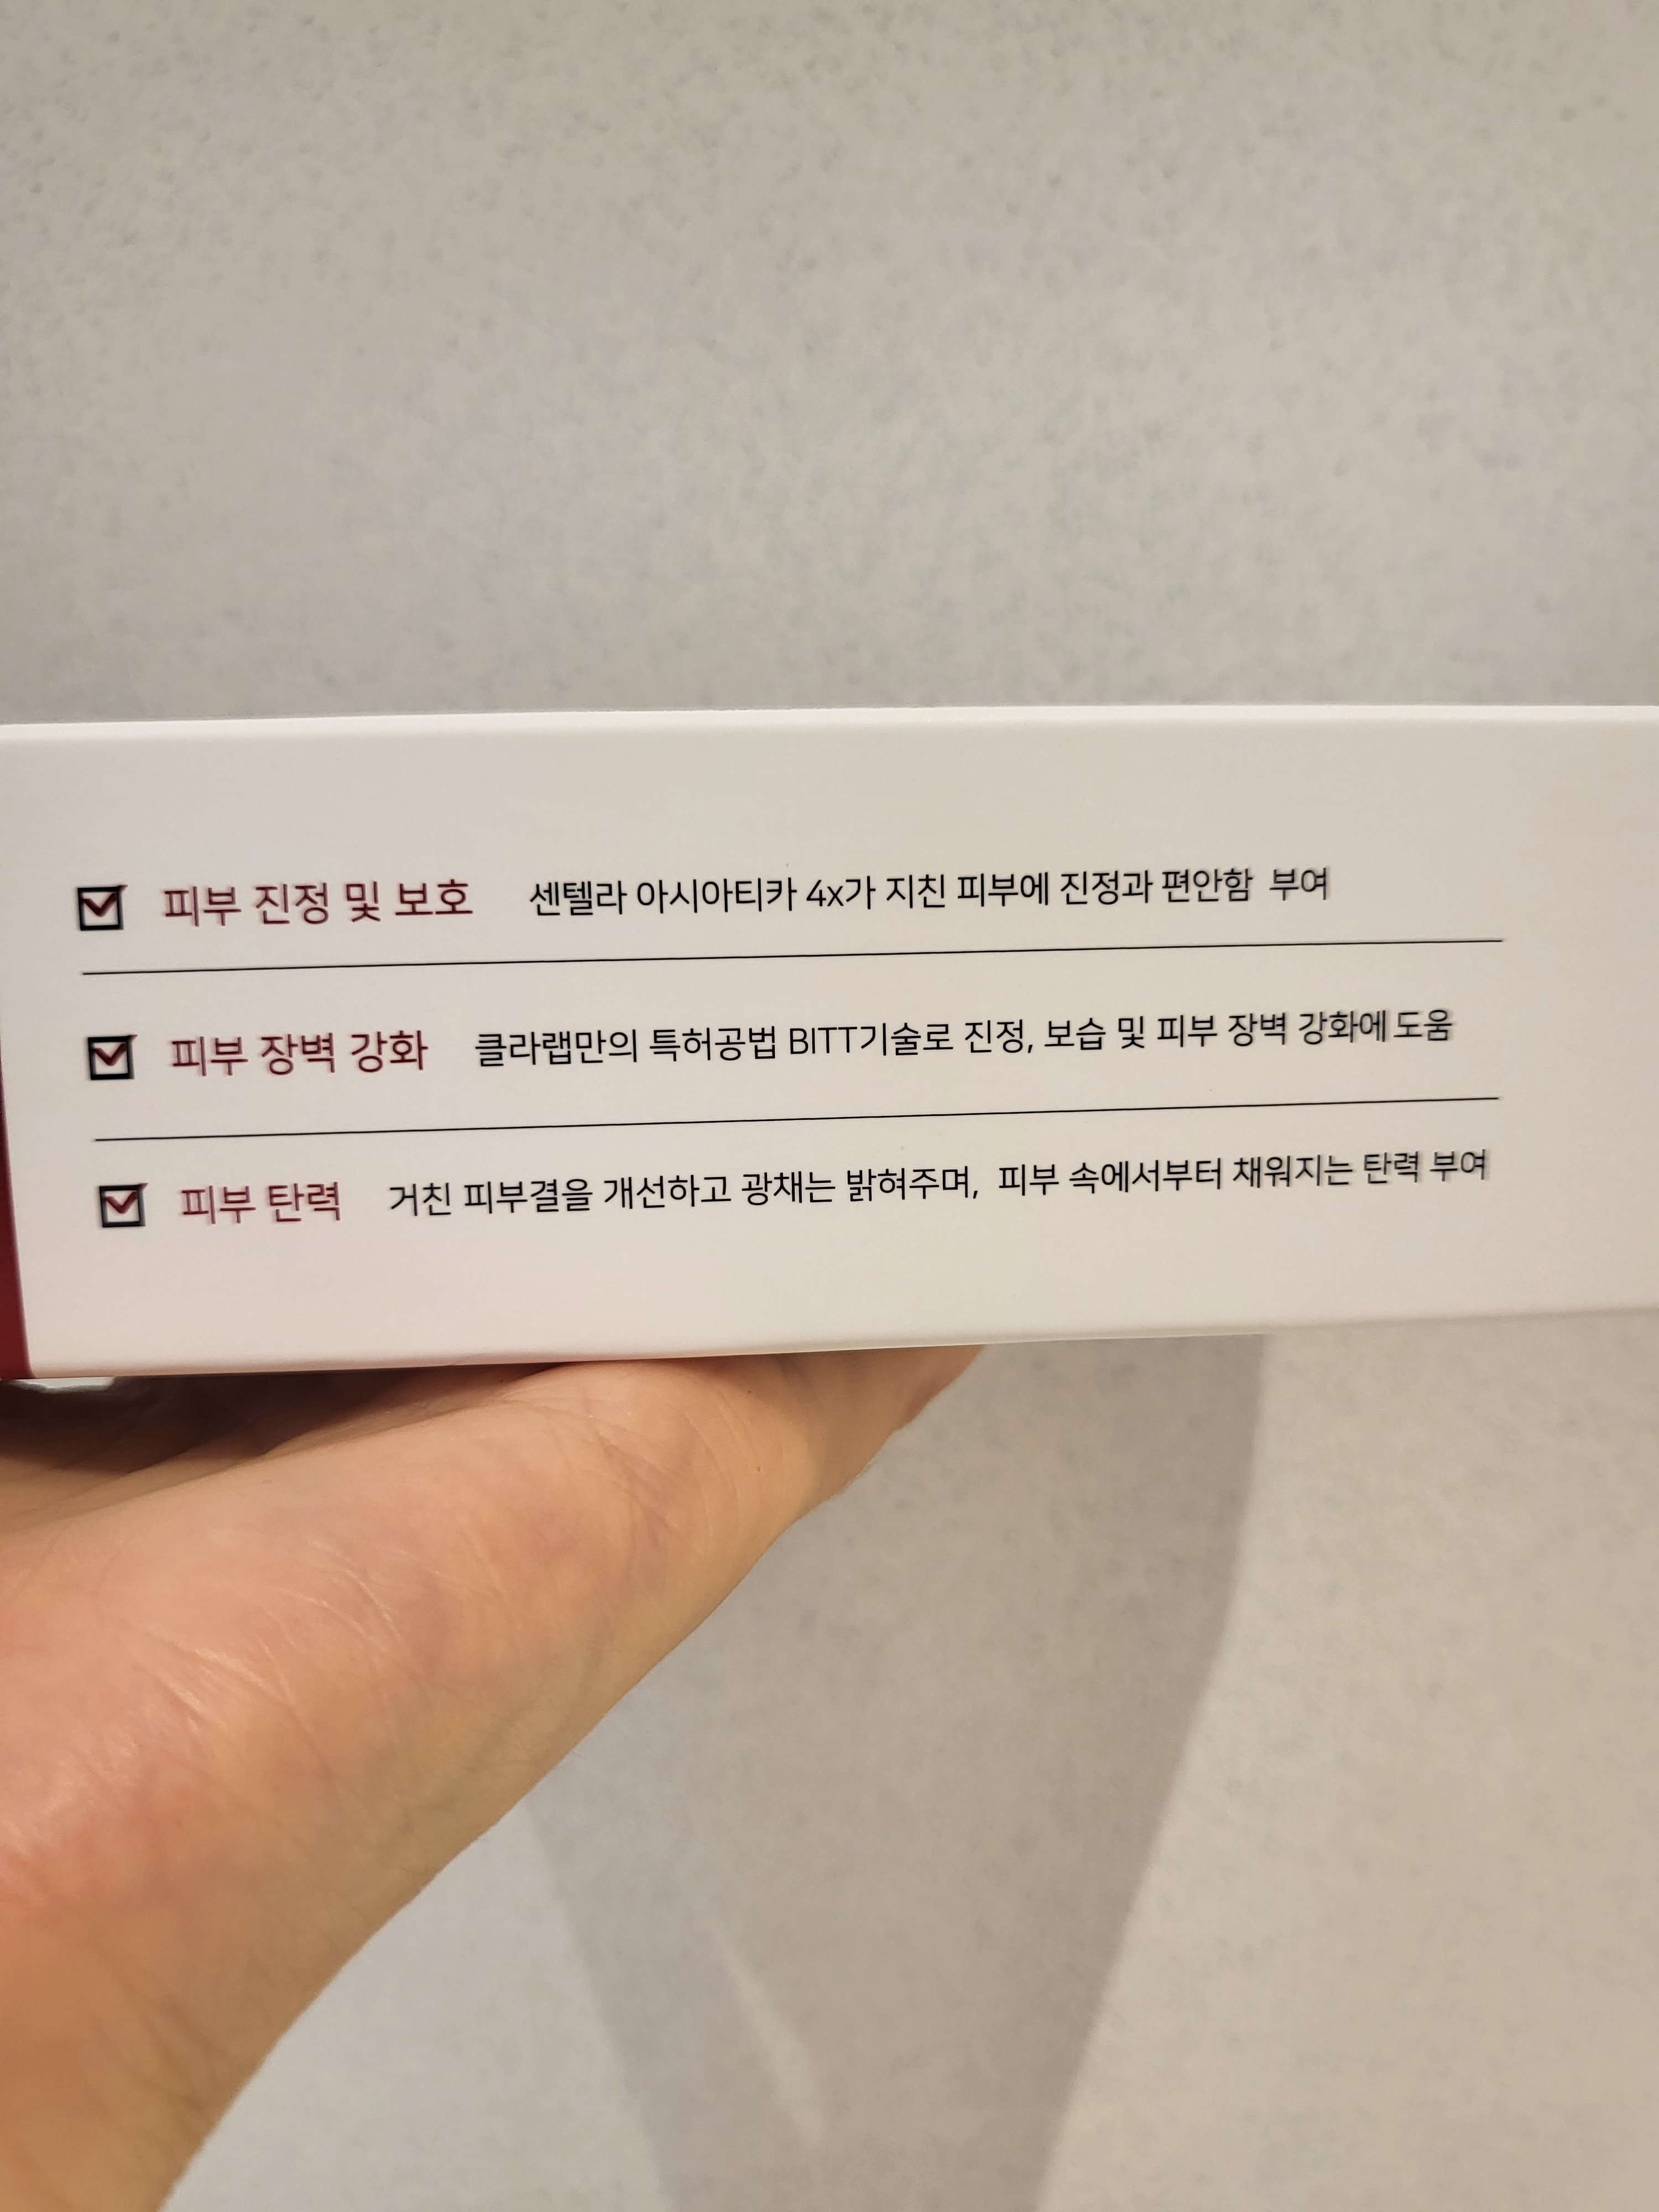 피부 진정 및 보호 센텔라 아시아티카 4x가 지친 피부에 진정과 편안함 부여
피부 장벽 강화 클라랩만의 특허공법 BITT기술로 진정, 보습 및 피부 장벽 강화에 도움
피부 탄력 거친 피부결을 개선하고 광채는 밝혀주며, 피부 속에서부터 채워지는 탄력 부여